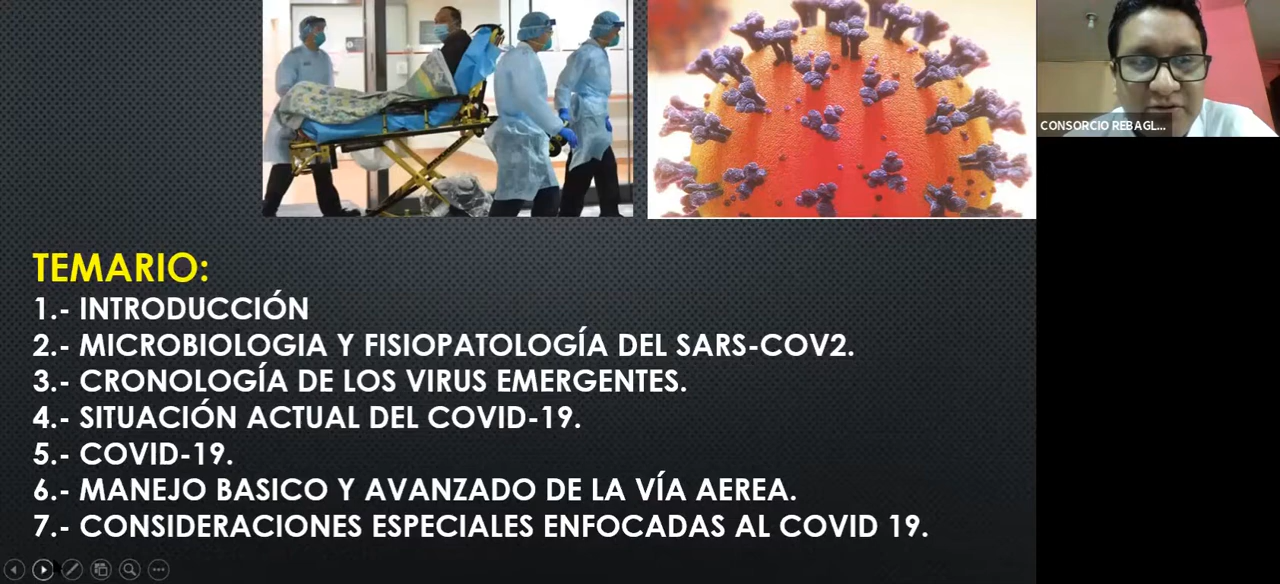 CONSORCIO REBAGL...
TEMARIO:
1.- INTRODUCCIÓN
2.- MICROBIOLOGIA Y FISIOPATOLOGÍA DEL SARS-COV2.
3.- CRONOLOGÍA DE LOS VIRUS EMERGENTES.
4.- SITUACIÓN ACTUAL DEL COVID-19.
5.- COVID-19.
6.- MANEJO BASICO Y AVANZADO DE LA VÍA AEREA.
7.- CONSIDERACIONES ESPECIALES ENFOCADAS AL COVID 19.